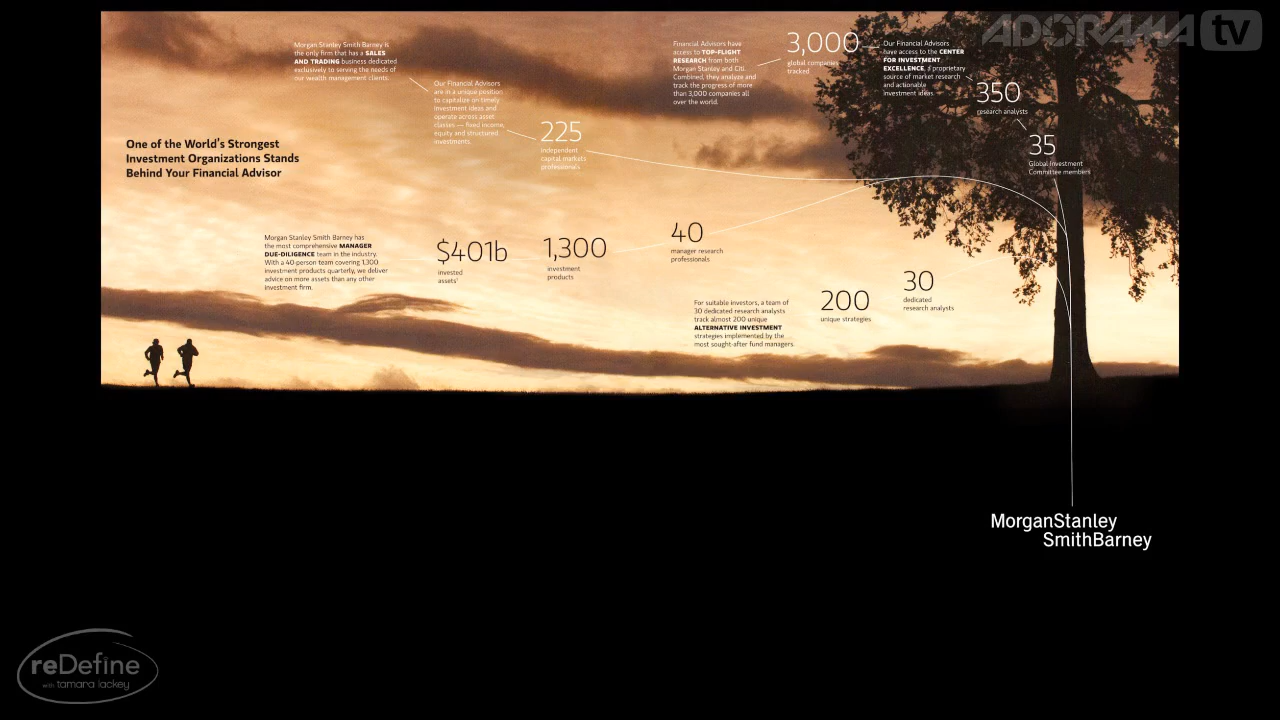 ADORAMA tv
Morgan Stanley Smith Barney is
the only firm that has a SALES
AND TRADING business dedicated
exclusively to serving the needs of
our wealth management clients.
Our Financial Advisors
are in a unique position
to capitalize on timely
investment ideas and
operate across asset
classes — fixed income,
equity and structured
investments.
225
independent
capital markets
professionals
Financial Advisors have
access to TOP-FLIGHT
RESEARCH from both
Morgan Stanley and Citi.
Combined, they analyze and
track the progress of more
than 3,000 companies all
over the world.
3,000
global companies
tracked
Our Financial Advisors
have access to the CENTER
FOR INVESTMENT
EXCELLENCE, a proprietary
source of market research
and actionable
investment ideas.
350
research analysts
35
Global Investment
Committee members
One of the World's Strongest
Investment Organizations Stands
Behind Your Financial Advisor
Morgan Stanley Smith Barney has
the most comprehensive MANAGER
DUE-DILIGENCE team in the industry.
With a 40-person team covering 1,300
investment products quarterly, we deliver
advice on more assets than any other
investment firm.
$401b
invested
assets¹
1,300
investment
products
40
manager research
professionals
For suitable investors, a team of
30 dedicated research analysts
track almost 200 unique
ALTERNATIVE INVESTMENT
strategies implemented by the
most sought-after fund managers.
200
unique strategies
30
dedicated
research analysts
MorganStanley
SmithBarney
reDefine
with tamara lackey